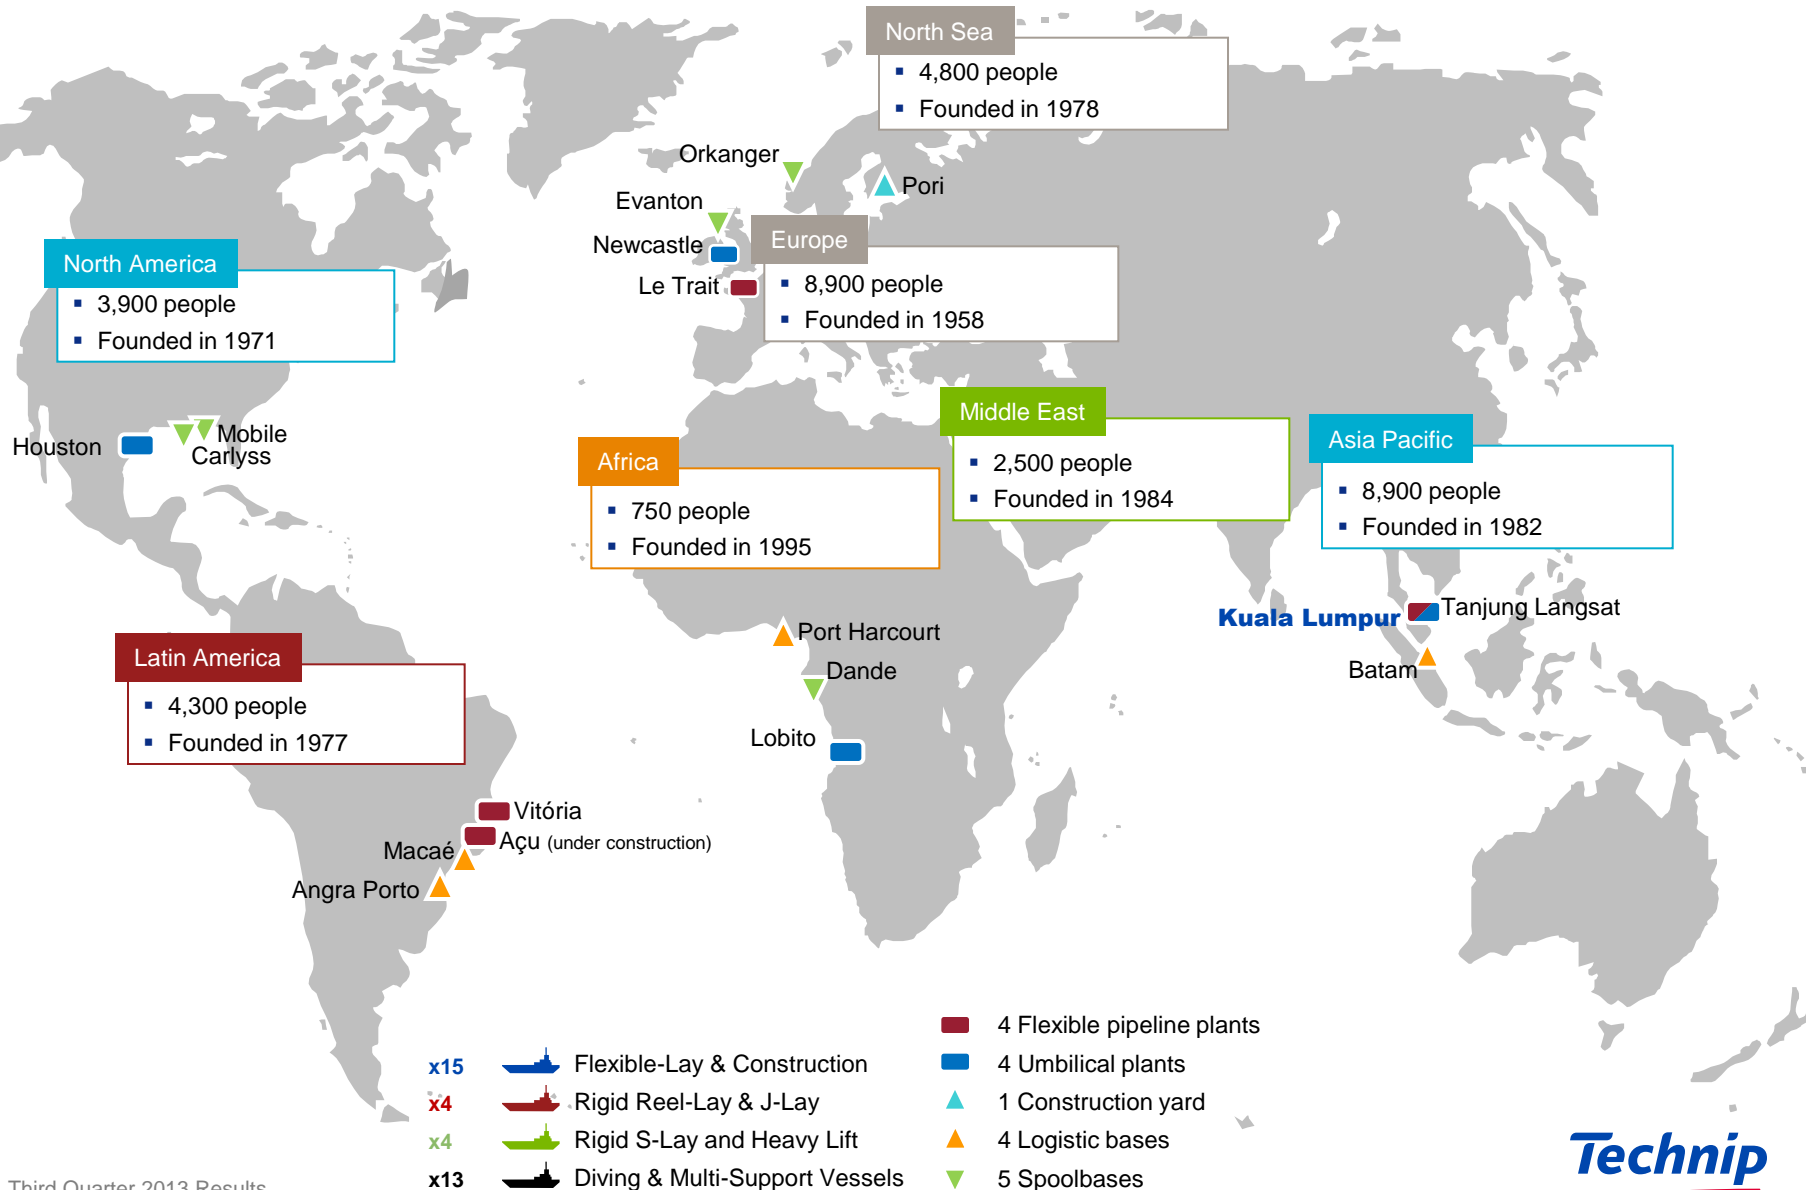 North Sea
4,800 people
Founded in 1978
Orkanger
Pori
Evanton
Newcastle
Europe
8,900 people
Founded in 1958
Le Trait
North America
3,900 people
Founded in 1971
Houston
Mobile
Carlyss
Middle East
2,500 people
Founded in 1984
Africa
750 people
Founded in 1995
Asia Pacific
8,900 people
Founded in 1982
Kuala Lumpur
Tanjung Langsat
Batam
Port Harcourt
Dande
Lobito
Latin America
4,300 people
Founded in 1977
Vitória
Açu (under construction)
Macaé
Angra Porto
x15 Flexible-Lay & Construction
x4 Rigid Reel-Lay & J-Lay
x4 Rigid S-Lay and Heavy Lift
x13 Diving & Multi-Support Vessels
4 Flexible pipeline plants
4 Umbilical plants
1 Construction yard
4 Logistic bases
5 Spoolbases
Third Quarter 2013 Results
Technip